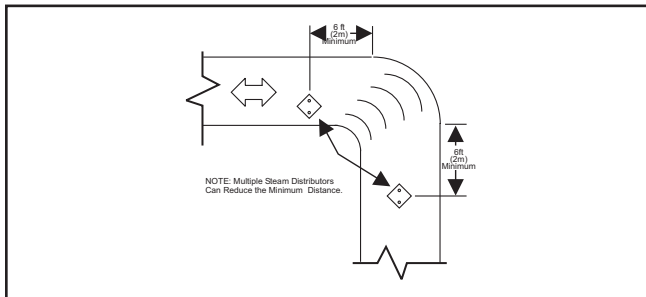 6 ft
(2m)
Minimum
6ft
(2m)
Minimum
NOTE: Multiple Steam Distributors
Can Reduce the Minimum Distance.